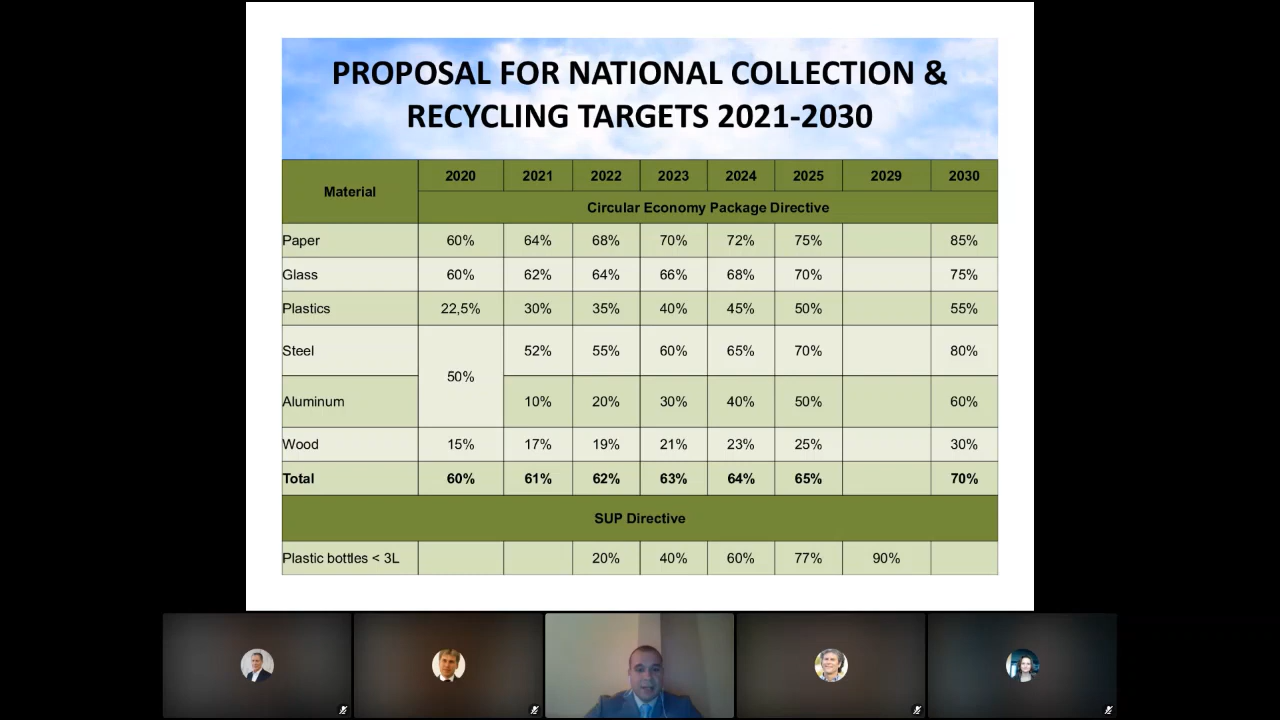 PROPOSAL FOR NATIONAL COLLECTION &
RECYCLING TARGETS 2021-2030
Material 2020 2021 2022 2023 2024 2025 2029 2030
Circular Economy Package Directive
Paper 60% 64% 68% 70% 72% 75% 85%
Glass 60% 62% 64% 66% 68% 70% 75%
Plastics 22,5% 30% 35% 40% 45% 50% 55%
Steel 50% 52% 55% 60% 65% 70% 80%
Aluminum 10% 20% 30% 40% 50% 60%
Wood 15% 17% 19% 21% 23% 25% 30%
Total 60% 61% 62% 63% 64% 65% 70%
SUP Directive
Plastic bottles < 3L 20% 40% 60% 77% 90%